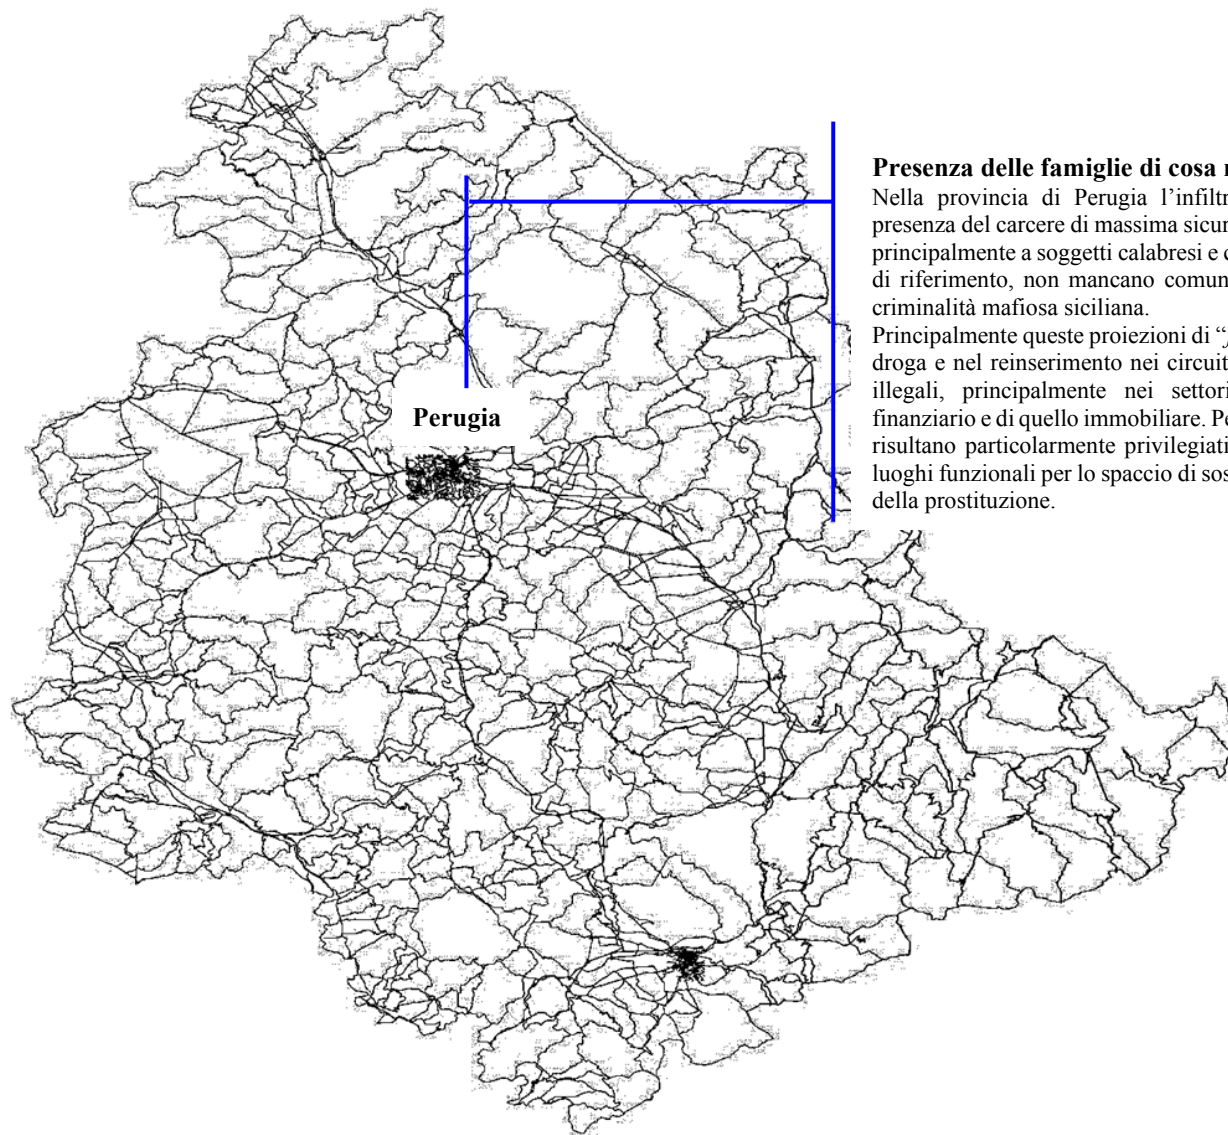 Presenza delle famiglie di cosa
Nella provincia di Perugia l’infiltr
presenza del carcere di massima sicur
principalmente a soggetti calabresi e
di riferimento, non mancano comun
criminalità mafiosa siciliana.
Principalmente queste proiezioni di “
droga e nel reinserimento nei circuit
illegali, principalmente nei settori
finanziario e di quello immobiliare. Pe
risultano particolarmente privilegiati
luoghi funzionali per lo spaccio di sos
della prostituzione.
Perugia